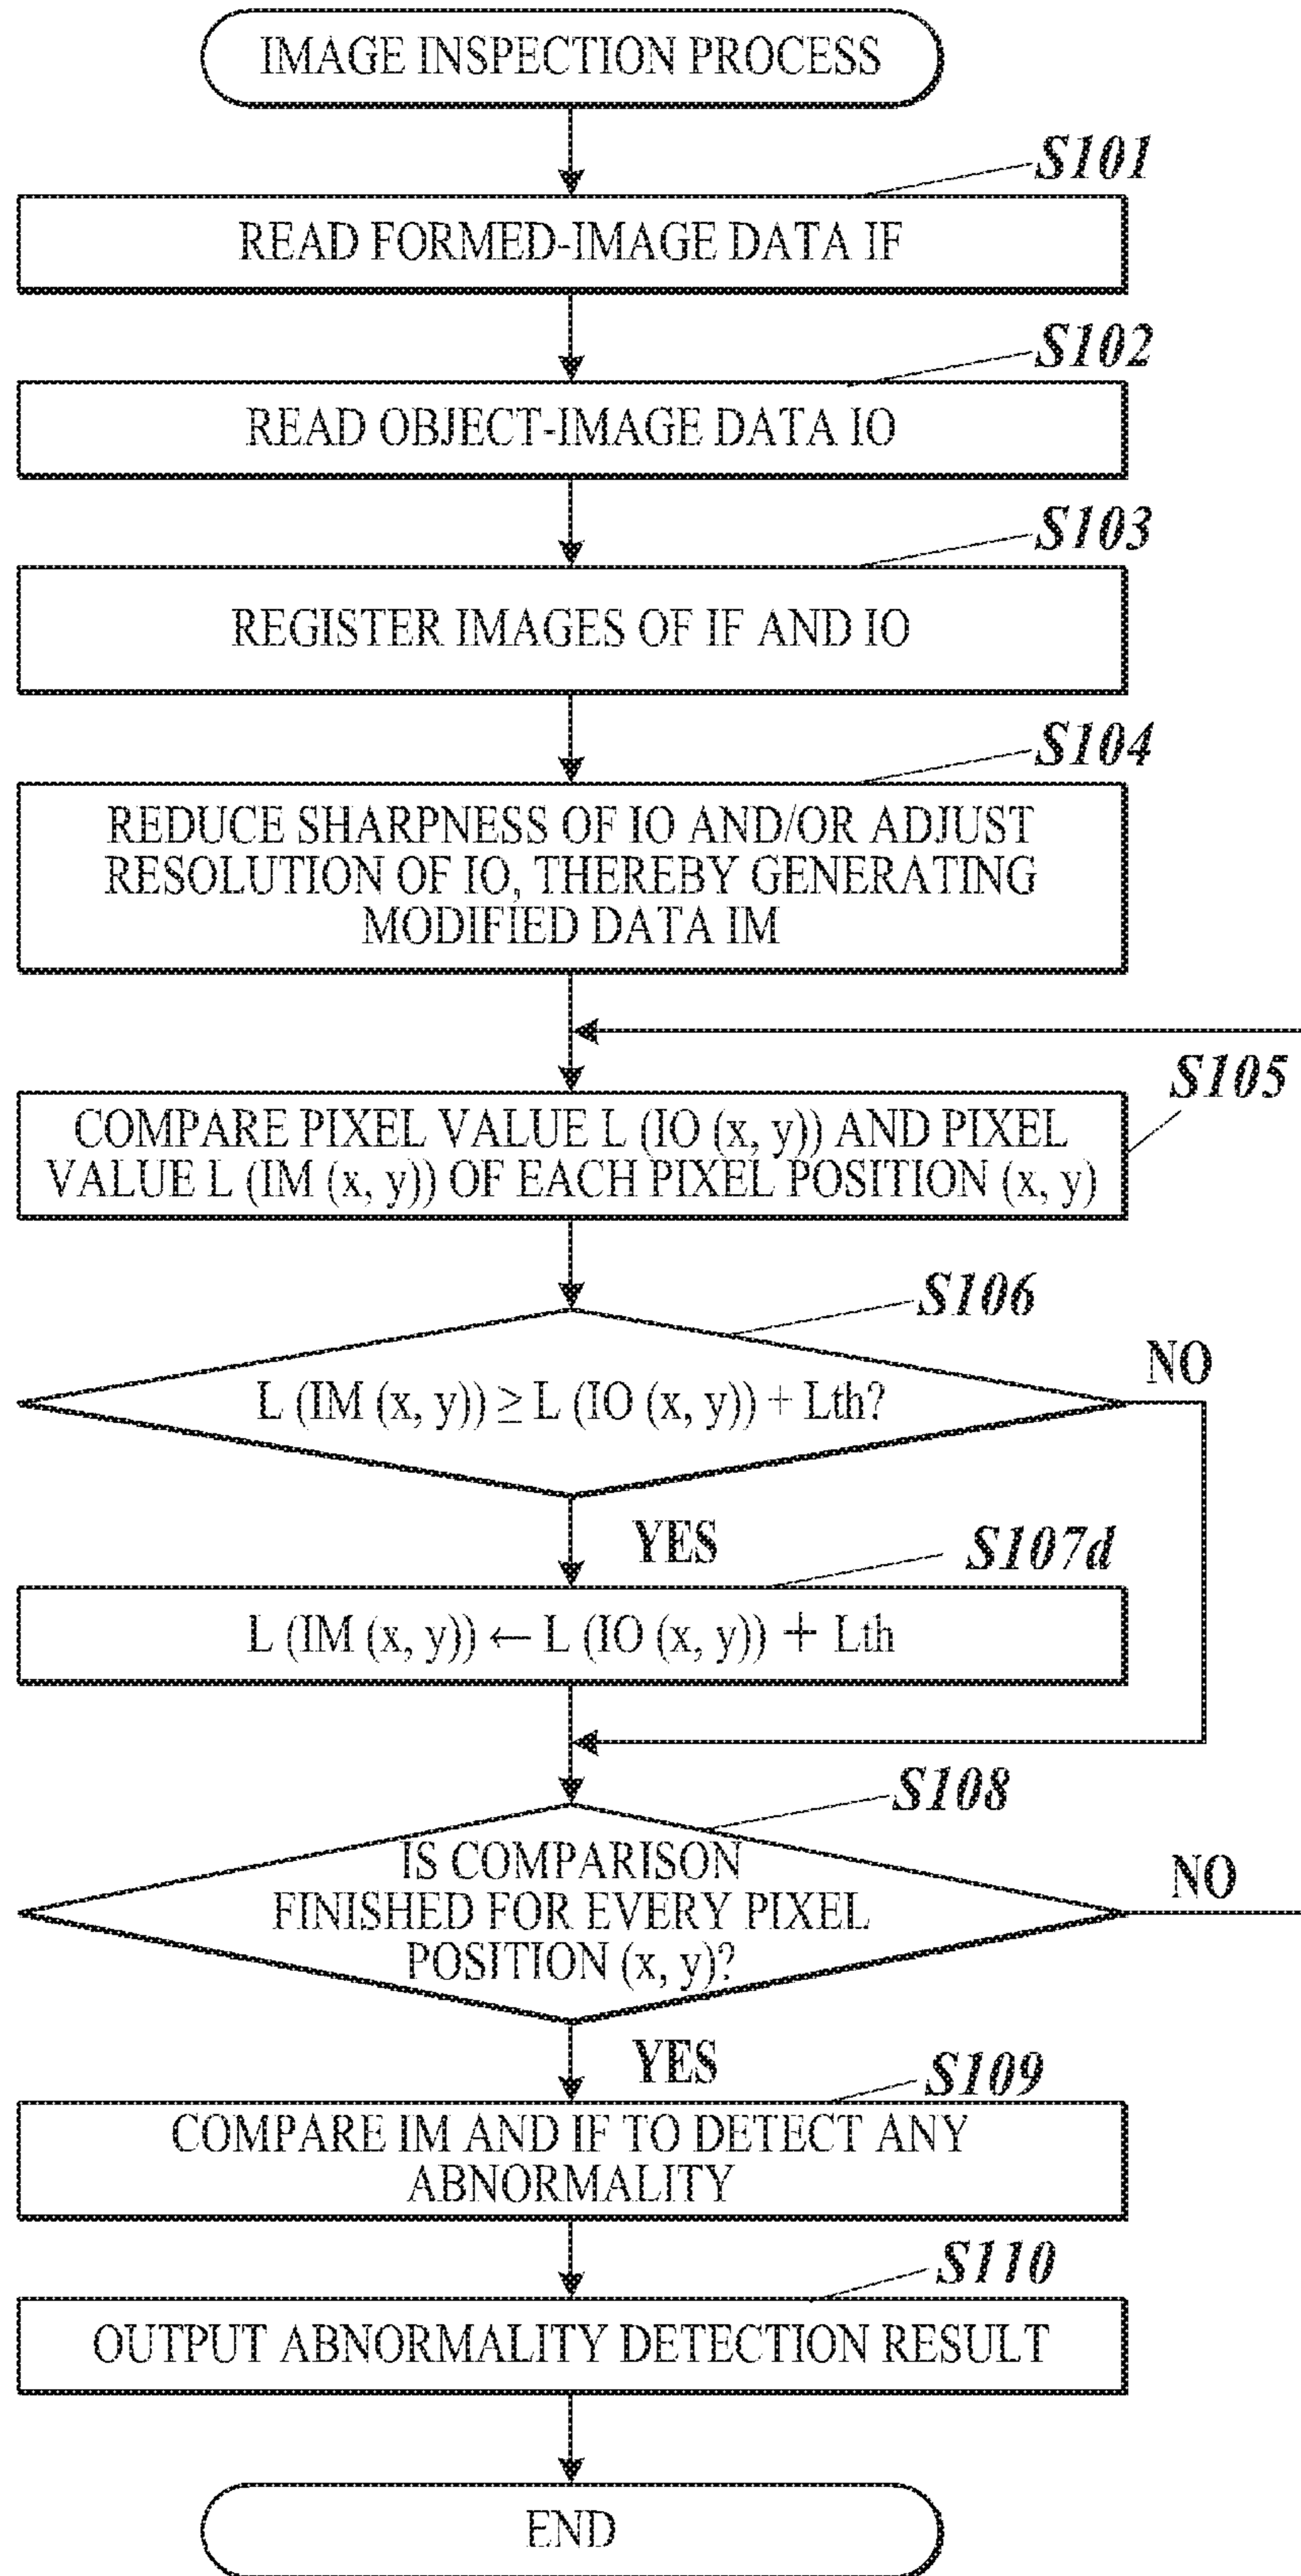 IMAGE INSPECTION PROCESS
S101
READ FORMED-IMAGE DATA IF
S102
READ OBJECT-IMAGE DATA IO
S103
REGISTER IMAGES OF IF AND IO
S104
REDUCE SHARPNESS OF IO AND/OR ADJUST
RESOLUTION OF IO, THEREBY GENERATING
MODIFIED DATA IM
S105
COMPARE PIXEL VALUE L (IO (x, y)) AND PIXEL
VALUE L (IM (x, y)) OF EACH PIXEL POSITION (x, y)
S106
L (IM (x, y)) ≥ L (IO (x, y)) + Lth?
NO
YES
S107d
L (IM (x, y)) ← L (IO (x, y)) + Lth
S108
IS COMPARISON
FINISHED FOR EVERY PIXEL
POSITION (x, y)?
NO
YES
S109
COMPARE IM AND IF TO DETECT ANY
ABNORMALITY
S110
OUTPUT ABNORMALITY DETECTION RESULT
END